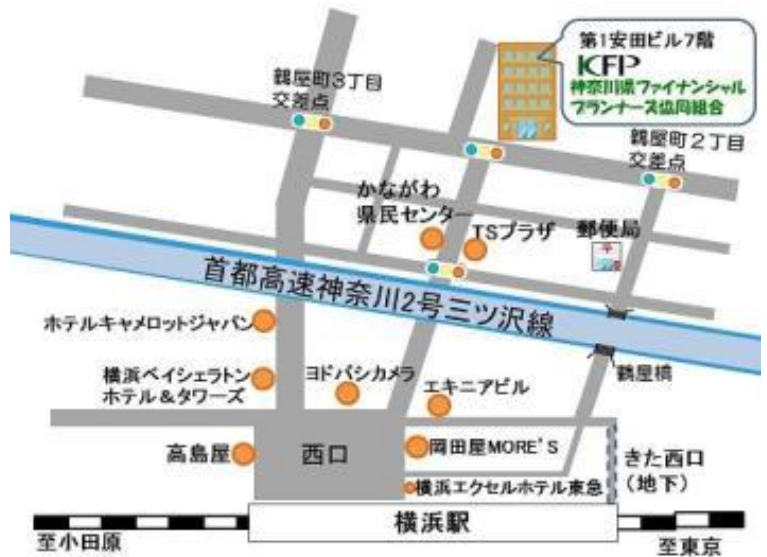 第1安田ビル7階
KFP
神奈川県ファイナンシャル
プランナーズ協同組合
鶴屋町3丁目
交差点
鶴屋町2丁目
交差点
かながわ
県民センター
TSプラザ
郵便局
首都高速神奈川2号三ツ沢線
ホテルキャメロットジャパン
横浜ベイシェラトン
ホテル&タワーズ
ヨドバシカメラ
エキニアビル
鶴屋橋
高島屋
西口
岡田屋MORE'S
横浜エクセルホテル東急
きた西口
(地下)
横浜駅
至小田原
至東京